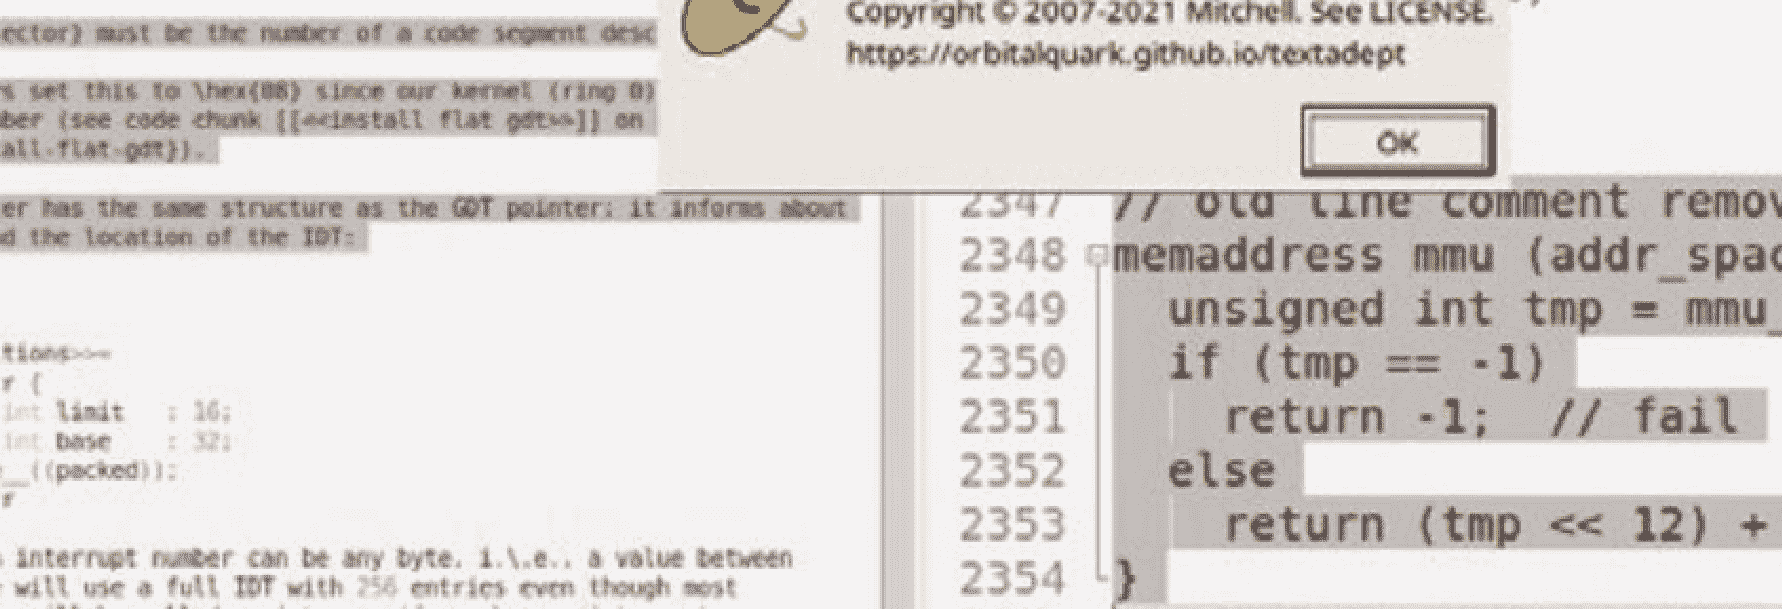 Copyright © 2007-2021 Mitchell. See LICENSE.
https://orbitalquark.github.io/textadept
OK
ector) must be the number of a code segment desc
s set this to \hex{08} since our kernel (ring 0)
ber (see code chunk [[<<install flat gdt>>]] on
all-flat-gdt}).
er has the same structure as the GDT pointer: it informs about
d the location of the IDT:
tions>>=
r {
int limit : 16;
int base : 32;
__((packed));
r
interrupt number can be any byte, i.\,e., a value between
will use a full IDT with 256 entries even though most
2347 // old line comment remov
2348 memaddress mmu (addr_spac
2349 unsigned int tmp = mmu_
2350 if (tmp == -1)
2351 return -1; // fail
2352 else
2353 return (tmp << 12) +
2354 }